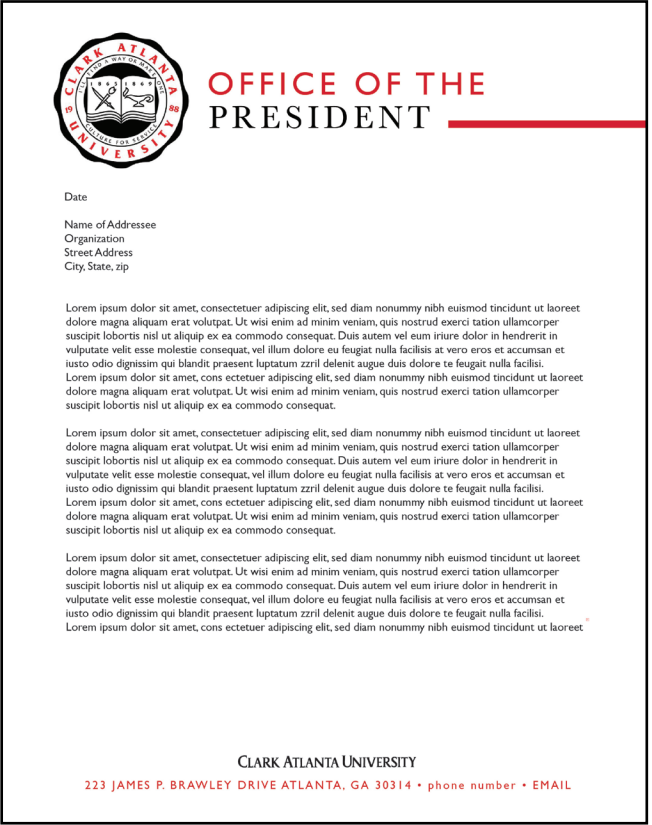 CLARK ATLANTA UNIVERSITY
I'LL FIND A WAY OR MAKE ONE
1865 1869
19 88
CULTURE FOR SERVICE
OFFICE OF THE
PRESIDENT
Date
Name of Addressee
Organization
Street Address
City, State, zip
Lorem ipsum dolor sit amet, consectetuer adipiscing elit, sed diam nonummy nibh euismod tincidunt ut laoreet
dolore magna aliquam erat volutpat. Ut wisi enim ad minim veniam, quis nostrud exerci tation ullamcorper
suscipit lobortis nisl ut aliquip ex ea commodo consequat. Duis autem vel eum iriure dolor in hendrerit in
vulputate velit esse molestie consequat, vel illum dolore eu feugiat nulla facilisis at vero eros et accumsan et
iusto odio dignissim qui blandit praesent luptatum zzril delenit augue duis dolore te feugait nulla facilisi.
Lorem ipsum dolor sit amet, cons ectetuer adipiscing elit, sed diam nonummy nibh euismod tincidunt ut laoreet
dolore magna aliquam erat volutpat. Ut wisi enim ad minim veniam, quis nostrud exerci tation ullamcorper
suscipit lobortis nisl ut aliquip ex ea commodo consequat.
Lorem ipsum dolor sit amet, consectetuer adipiscing elit, sed diam nonummy nibh euismod tincidunt ut laoreet
dolore magna aliquam erat volutpat. Ut wisi enim ad minim veniam, quis nostrud exerci tation ullamcorper
suscipit lobortis nisl ut aliquip ex ea commodo consequat. Duis autem vel eum iriure dolor in hendrerit in
vulputate velit esse molestie consequat, vel illum dolore eu feugiat nulla facilisis at vero eros et accumsan et
iusto odio dignissim qui blandit praesent luptatum zzril delenit augue duis dolore te feugait nulla facilisi.
Lorem ipsum dolor sit amet, cons ectetuer adipiscing elit, sed diam nonummy nibh euismod tincidunt ut laoreet
dolore magna aliquam erat volutpat. Ut wisi enim ad minim veniam, quis nostrud exerci tation ullamcorper
suscipit lobortis nisl ut aliquip ex ea commodo consequat.
Lorem ipsum dolor sit amet, consectetuer adipiscing elit, sed diam nonummy nibh euismod tincidunt ut laoreet
dolore magna aliquam erat volutpat. Ut wisi enim ad minim veniam, quis nostrud exerci tation ullamcorper
suscipit lobortis nisl ut aliquip ex ea commodo consequat. Duis autem vel eum iriure dolor in hendrerit in
vulputate velit esse molestie consequat, vel illum dolore eu feugiat nulla facilisis at vero eros et accumsan et
iusto odio dignissim qui blandit praesent luptatum zzril delenit augue duis dolore te feugait nulla facilisi.
Lorem ipsum dolor sit amet, cons ectetuer adipiscing elit, sed diam nonummy nibh euismod tincidunt ut laoreet
CLARK ATLANTA UNIVERSITY
223 JAMES P. BRAWLEY DRIVE ATLANTA, GA 30314 • phone number • EMAIL